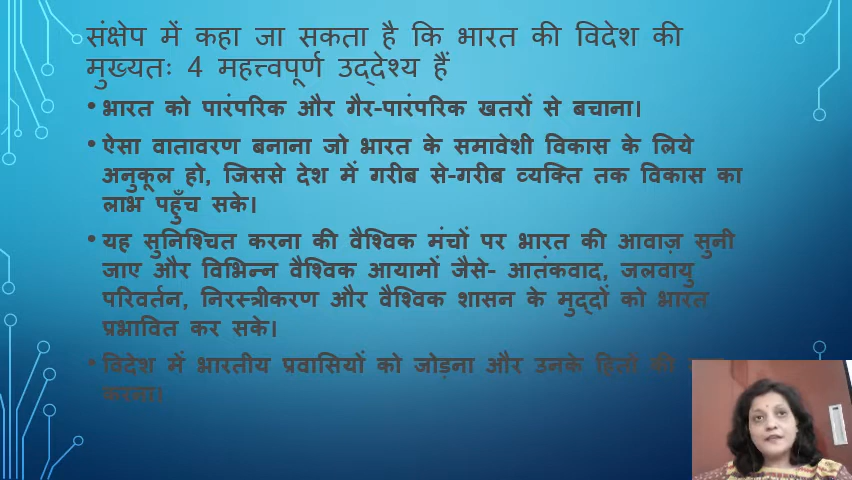 संक्षेप में कहा जा सकता है कि भारत की विदेश की
मुख्यतः 4 महत्त्वपूर्ण उद्देश्य हैं
• भारत को पारंपरिक और गैर-पारंपरिक खतरों से बचाना।
• ऐसा वातावरण बनाना जो भारत के समावेशी विकास के लिये
अनुकूल हो, जिससे देश में गरीब से-गरीब व्यक्ति तक विकास का
लाभ पहुँच सके।
• यह सुनिश्चित करना की वैश्विक मंचों पर भारत की आवाज़ सुनी
जाए और विभिन्न वैश्विक आयामों जैसे- आतंकवाद, जलवायु
परिवर्तन, निरस्त्रीकरण और वैश्विक शासन के मुद्दों को भारत
प्रभावित कर सके।
• विदेश में भारतीय प्रवासियों को जोड़ना और उनके हितों की
करना।